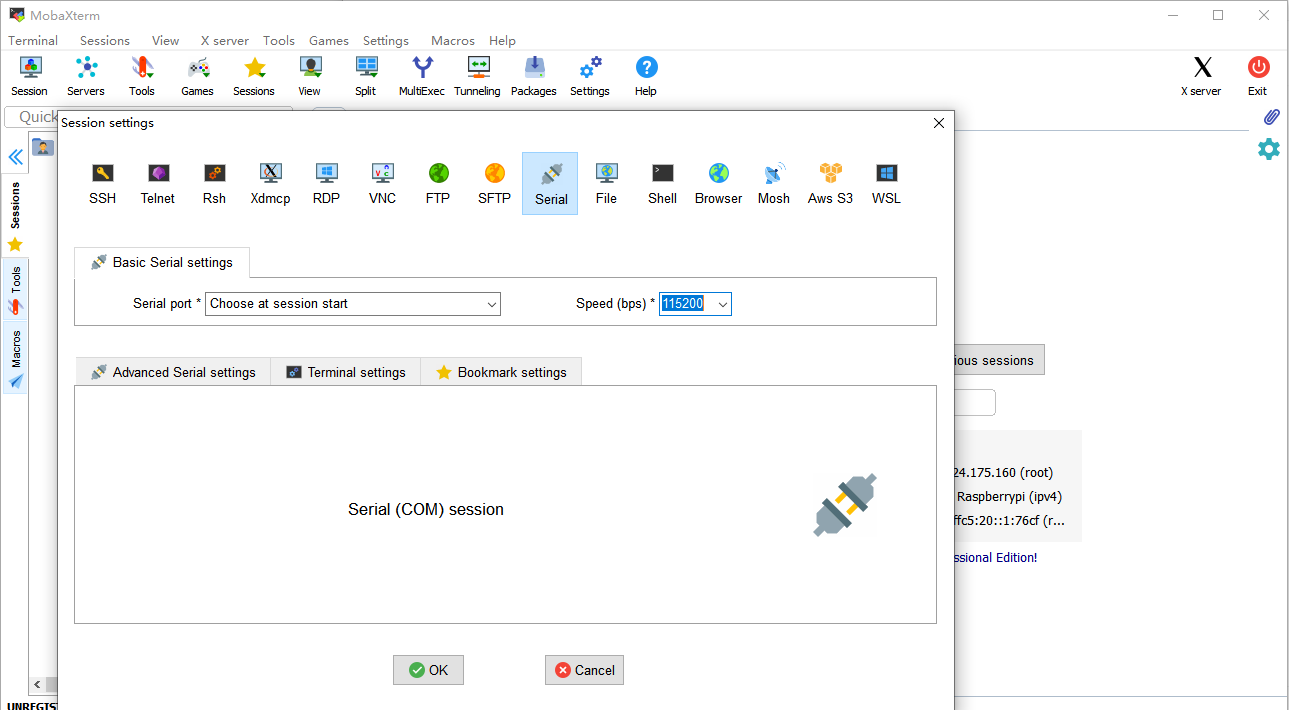 MobaXterm
Terminal Sessions View X server Tools Games Settings Macros Help
Session Servers Tools Games Sessions View Split MultiExec Tunneling Packages Settings Help X server Exit
Quick
Session settings
SSH Telnet Rsh Xdmcp RDP VNC FTP SFTP Serial File Shell Browser Mosh Aws S3 WSL
Sessions
Tools
Macros
Basic Serial settings
Serial port * Choose at session start Speed (bps) * 115200
Advanced Serial settings Terminal settings Bookmark settings
Serial (COM) session
OK Cancel
ious sessions
24.175.160 (root)
Raspberrypi (ipv4)
ffc5:20::1:76cf (r...
ssional Edition!
UNREGIST